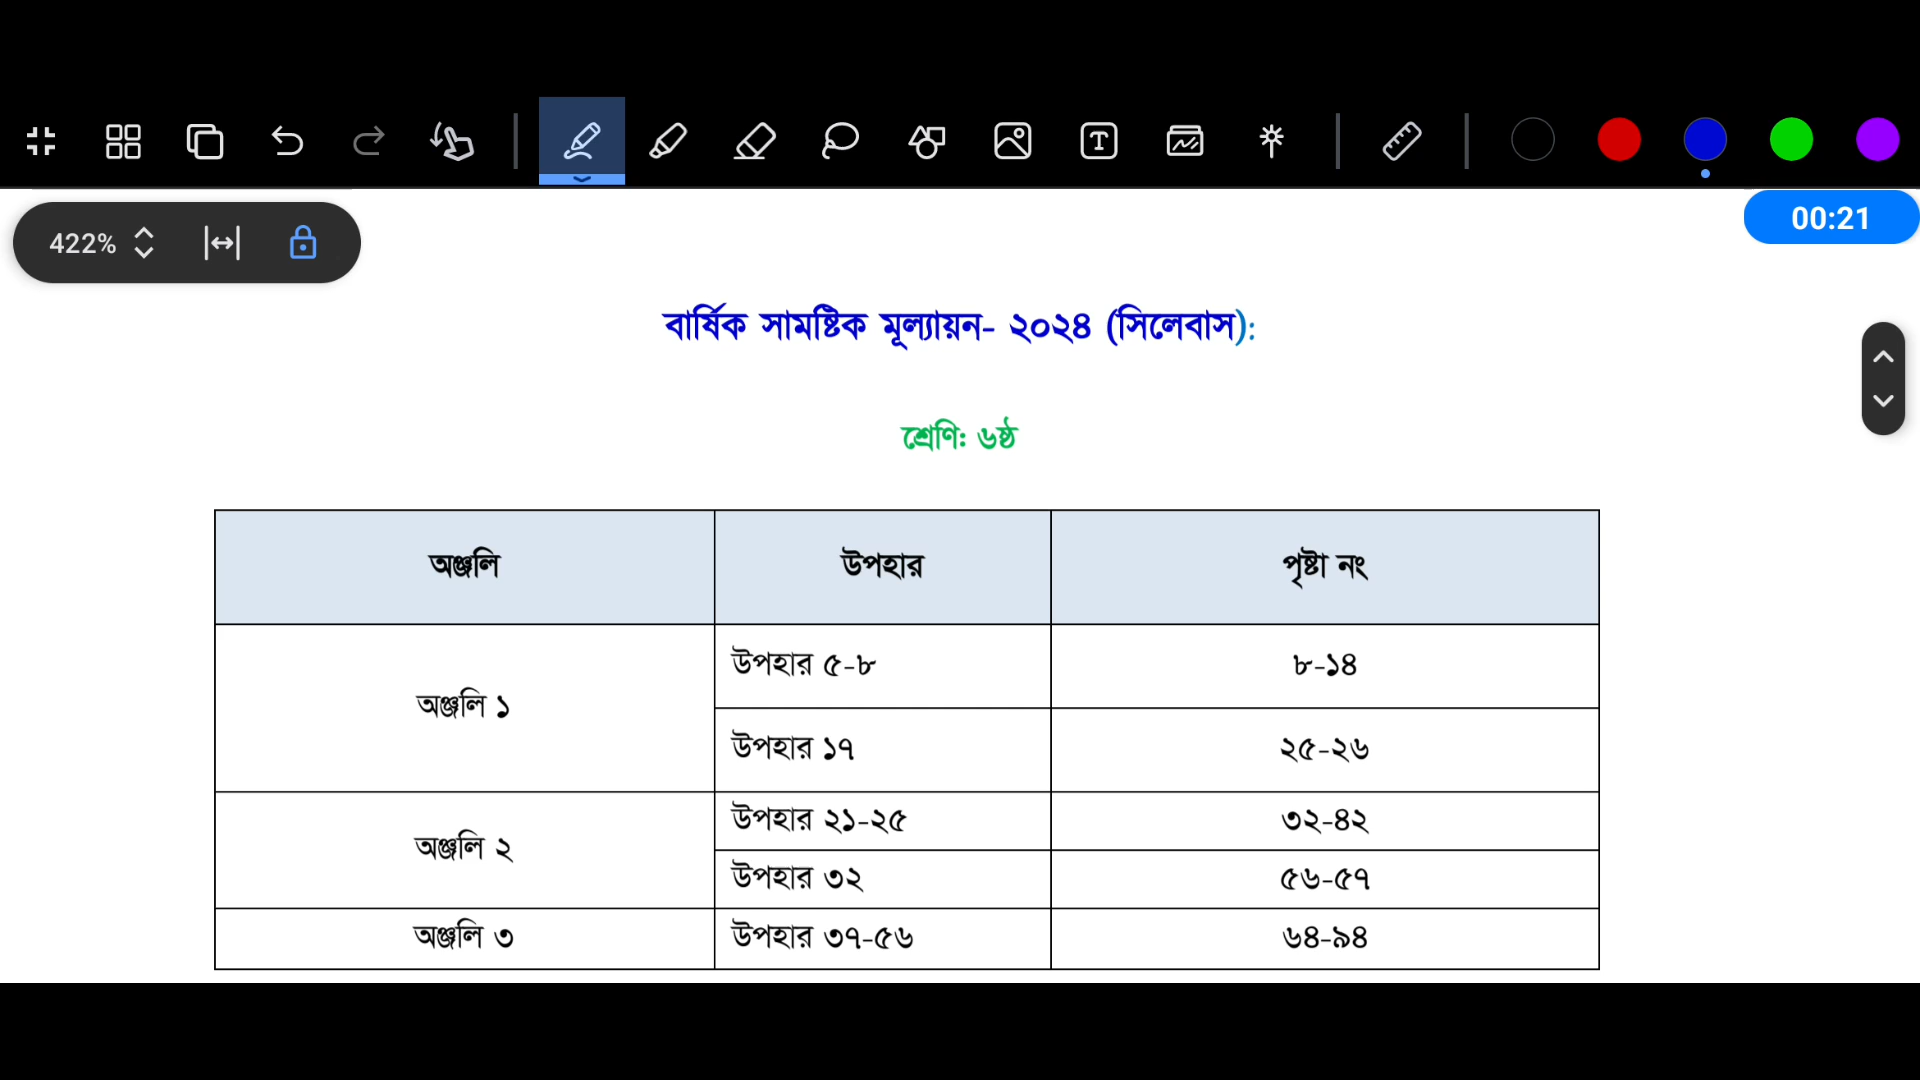 422%
00:21
বার্ষিক সামষ্টিক মূল্যায়ন- ২০২৪ (সিলেবাস):
শ্রেণি: ৬ষ্ঠ
অঞ্জলি উপহার পৃষ্টা নং
অঞ্জলি ১ উপহার ৫-৮ ৮-১৪
উপহার ১৭ ২৫-২৬
অঞ্জলি ২ উপহার ২১-২৫ ৩২-৪২
উপহার ৩২ ৫৬-৫৭
অঞ্জলি ৩ উপহার ৩৭-৫৬ ৬৪-৯৪